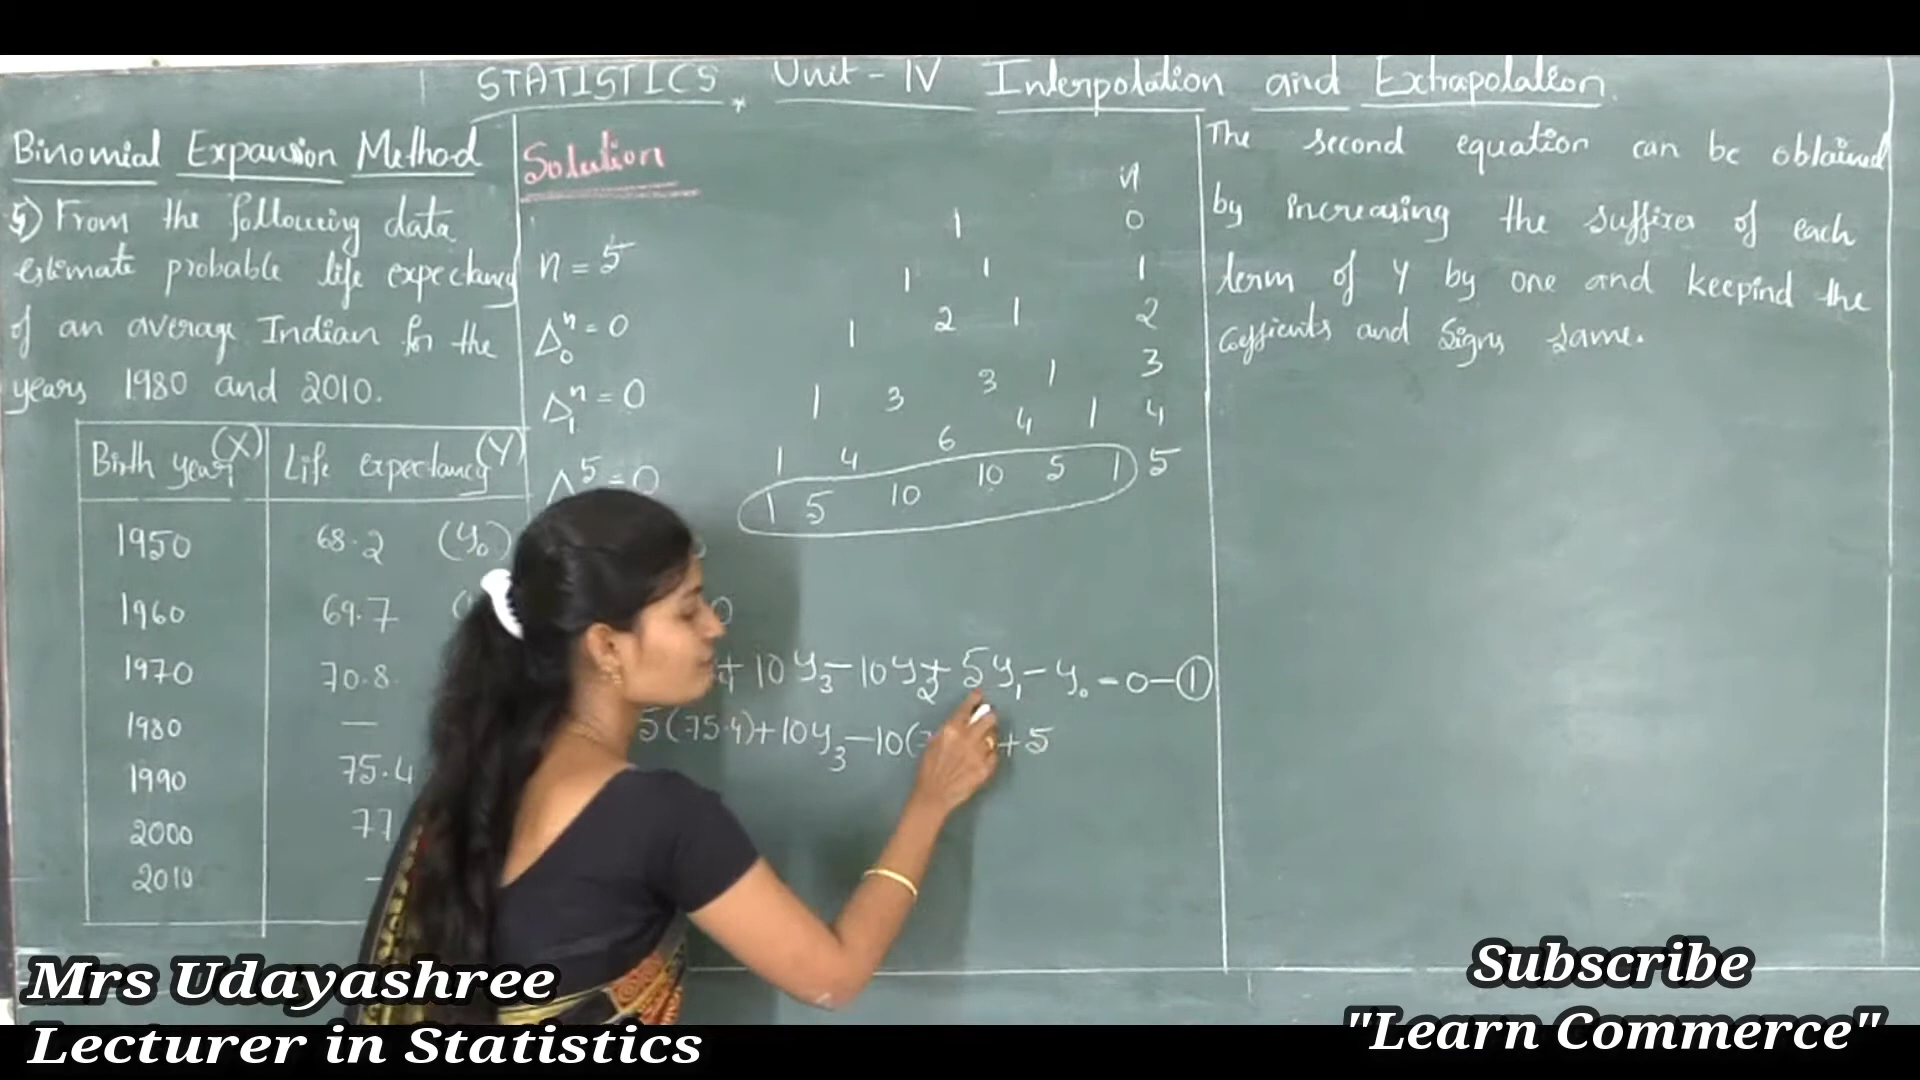 STATISTICS, Unit - IV Interpolation and Extrapolation.
Binomial Expansion Method
5) From the following data
estimate probable life expectancy
of an average Indian for the
years 1980 and 2010.
Birth year (X) Life expectancy (Y)
1950 68.2 (y0)
1960 69.7
1970 70.8
1980 —
1990 75.4
2000 77
2010 –
Solution
n = 5
Δ^n_0 = 0
Δ^n_1 = 0
Δ^5 = 0
n
1 0
1 1 1
1 2 1 2
1 3 3 1 3
1 4 6 4 1 4
1 5 10 10 5 1 5
0
+ 10y3 - 10y2 + 5y1 - y0 = 0 - ①
5(75.4) + 10y3 - 10( + 5
The second equation can be obtained
by increasing the suffixes of each
term of Y by one and keepind the
cofficients and signs same.
Mrs Udayashree
Lecturer in Statistics
Subscribe
"Learn Commerce"